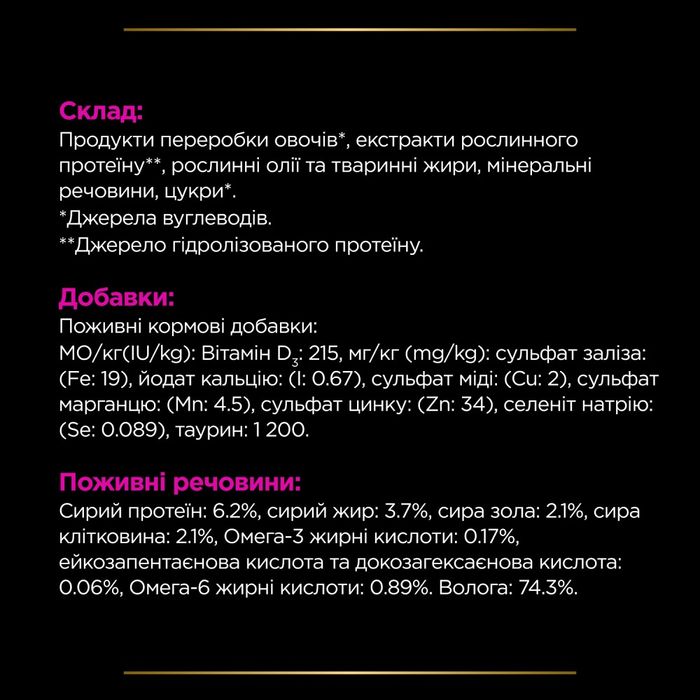 Склад:
Продукти переробки овочів*, екстракти рослинного
протеїну**, рослинні олії та тваринні жири, мінеральні
речовини, цукри*.
*Джерела вуглеводів.
**Джерело гідролізованого протеїну.
Добавки:
Поживні кормові добавки:
МО/кг(IU/kg): Вітамін D₃: 215, мг/кг (mg/kg): сульфат заліза:
(Fe: 19), йодат кальцію: (I: 0.67), сульфат міді: (Cu: 2), сульфат
марганцю: (Mn: 4.5), сульфат цинку: (Zn: 34), селеніт натрію:
(Se: 0.089), таурин: 1 200.
Поживні речовини:
Сирий протеїн: 6.2%, сирий жир: 3.7%, сира зола: 2.1%, сира
клітковина: 2.1%, Омега-3 жирні кислоти: 0.17%,
ейкозапентаєнова кислота та докозагексаєнова кислота:
0.06%, Омега-6 жирні кислоти: 0.89%. Волога: 74.3%.